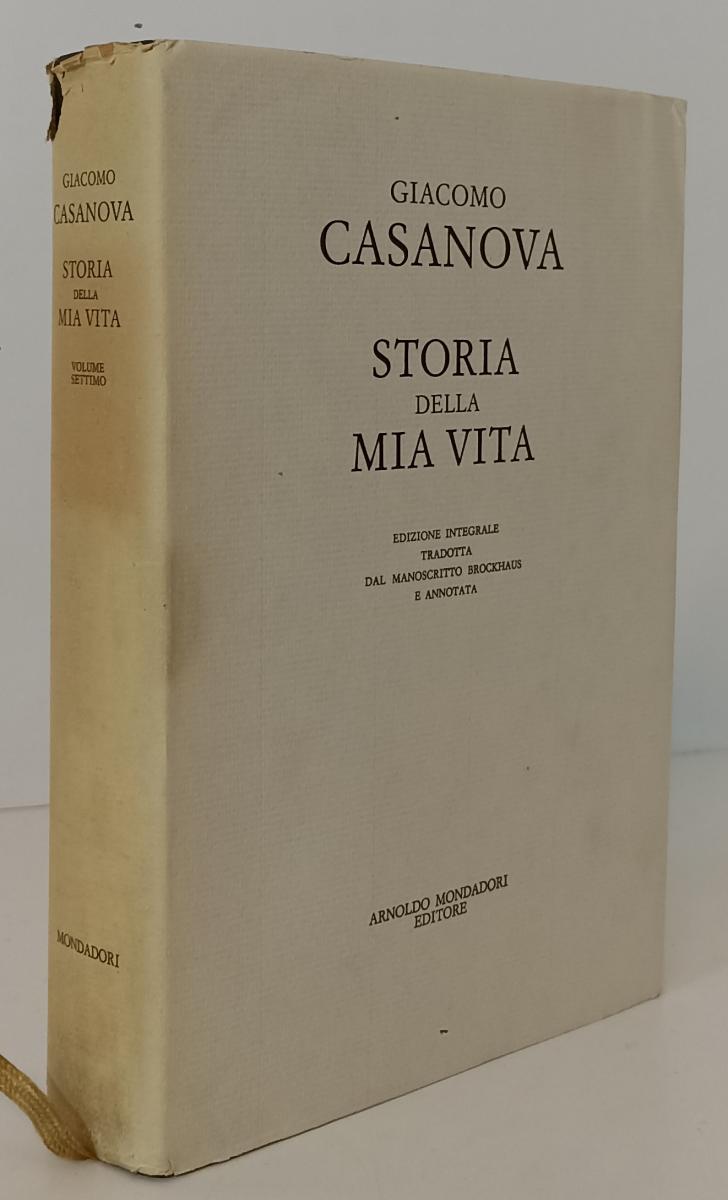 GIACOMO
CASANOVA
STORIA
DELLA
MIA VITA
VOLUME
SETTIMO
MONDADORI
GIACOMO
CASANOVA
STORIA
DELLA
MIA VITA
EDIZIONE INTEGRALE
TRADOTTA
DAL MANOSCRITTO BROCKHAUS
E ANNOTATA
ARNOLDO MONDADORI
EDITORE